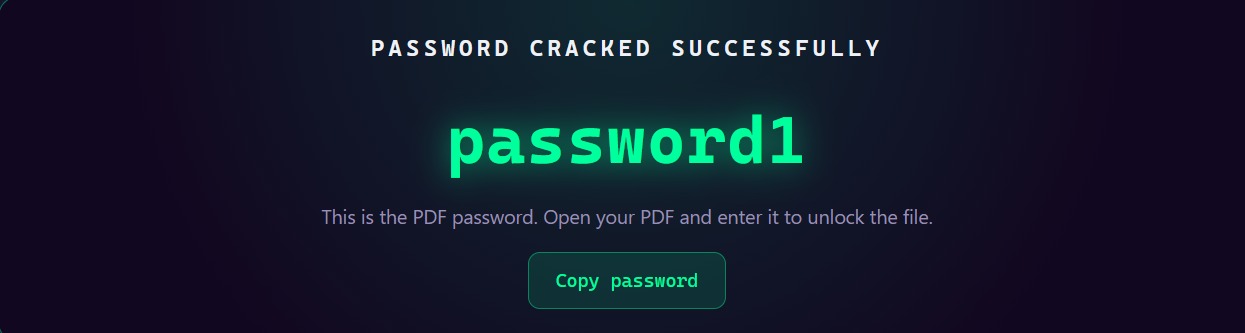 PASSWORD CRACKED SUCCESSFULLY
password1
This is the PDF password. Open your PDF and enter it to unlock the file.
Copy password